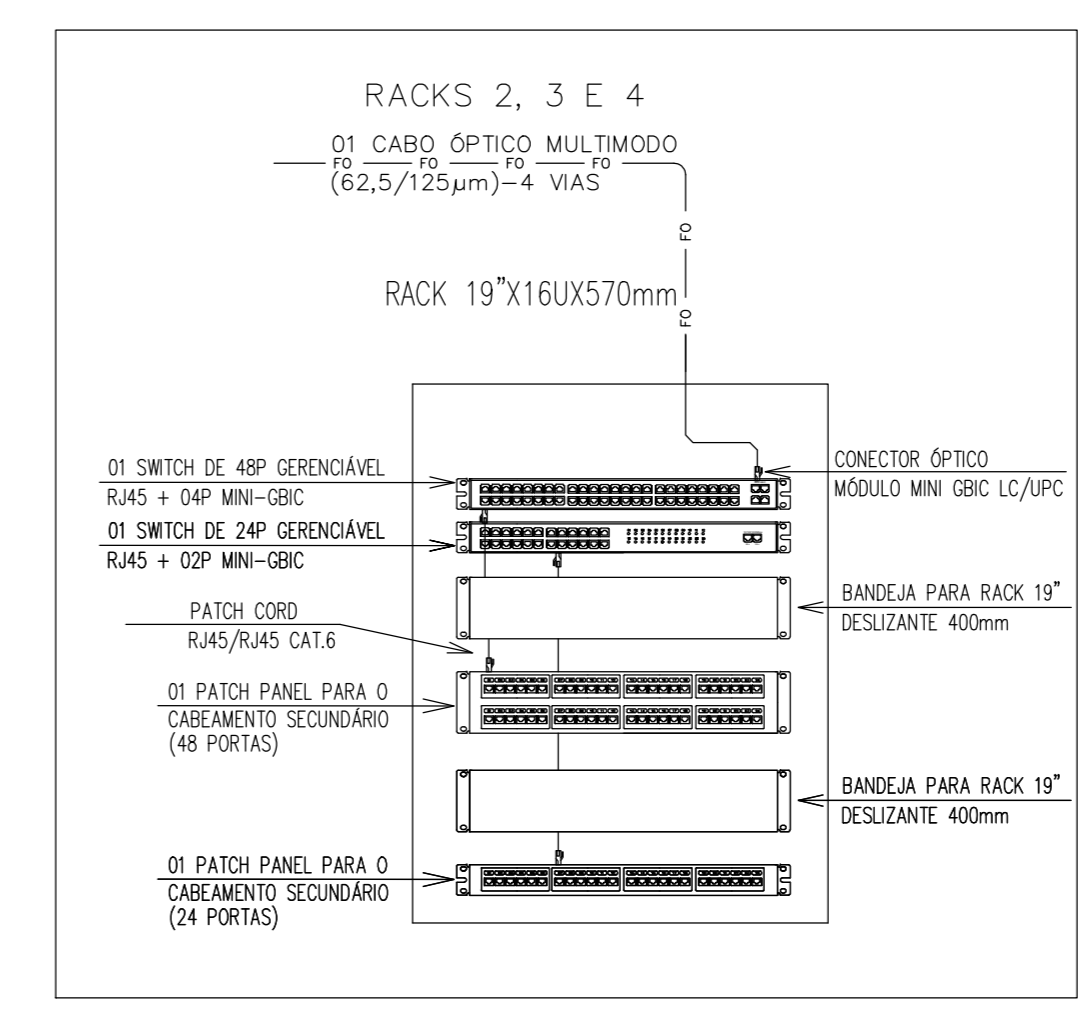 RACKS 2, 3 E 4
01 CABO ÓPTICO MULTIMODO
FO FO FO FO
(62,5/125µm)-4 VIAS
FO
RACK 19"X16UX570mm
FO
01 SWITCH DE 48P GERENCIÁVEL
RJ45 + 04P MINI-GBIC
CONECTOR ÓPTICO
MÓDULO MINI GBIC LC/UPC
01 SWITCH DE 24P GERENCIÁVEL
RJ45 + 02P MINI-GBIC
BANDEJA PARA RACK 19"
DESLIZANTE 400mm
PATCH CORD
RJ45/RJ45 CAT.6
01 PATCH PANEL PARA O
CABEAMENTO SECUNDÁRIO
(48 PORTAS)
BANDEJA PARA RACK 19"
DESLIZANTE 400mm
01 PATCH PANEL PARA O
CABEAMENTO SECUNDÁRIO
(24 PORTAS)